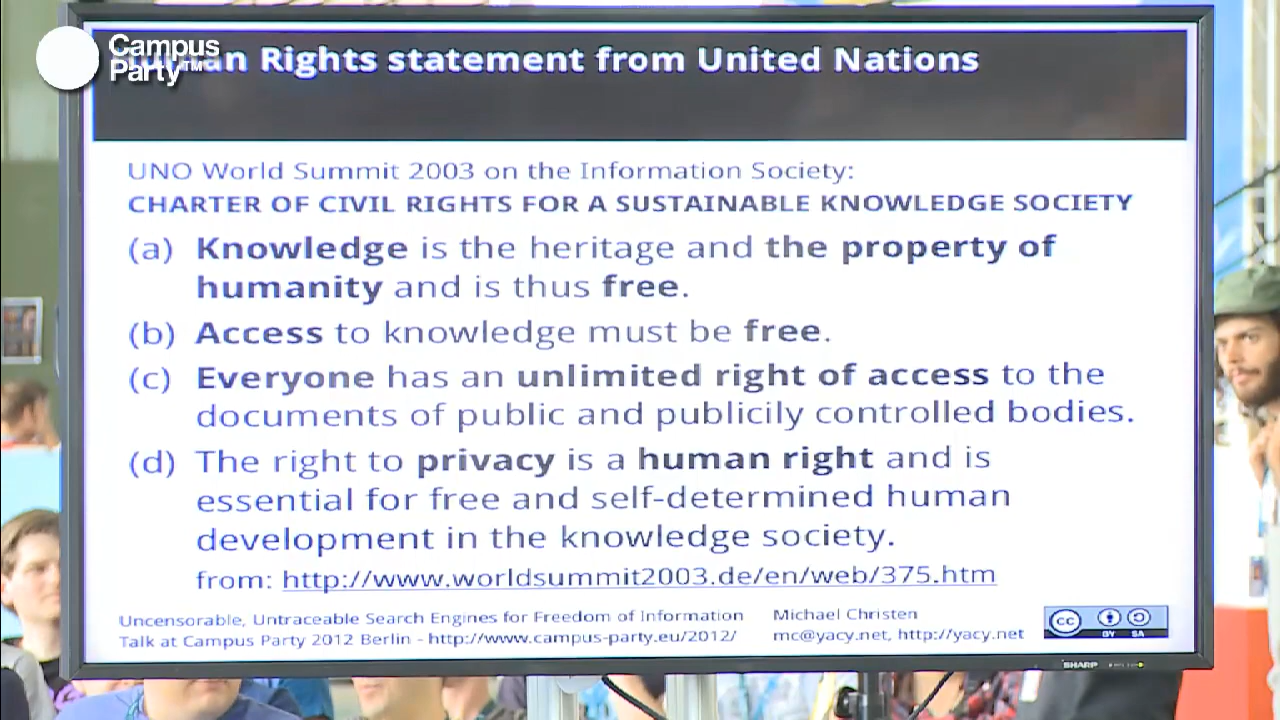 Campus
Party™
an Rights statement from United Nations
UNO World Summit 2003 on the Information Society:
CHARTER OF CIVIL RIGHTS FOR A SUSTAINABLE KNOWLEDGE SOCIETY
(a) Knowledge is the heritage and the property of
humanity and is thus free.
(b) Access to knowledge must be free.
(c) Everyone has an unlimited right of access to the
documents of public and publicily controlled bodies.
(d) The right to privacy is a human right and is
essential for free and self-determined human
development in the knowledge society.
from: http://www.worldsummit2003.de/en/web/375.htm
Uncensorable, Untraceable Search Engines for Freedom of Information
Talk at Campus Party 2012 Berlin - http://www.campus-party.eu/2012/
Michael Christen
mc@yacy.net, http://yacy.net
cc
BY SA
SHARP